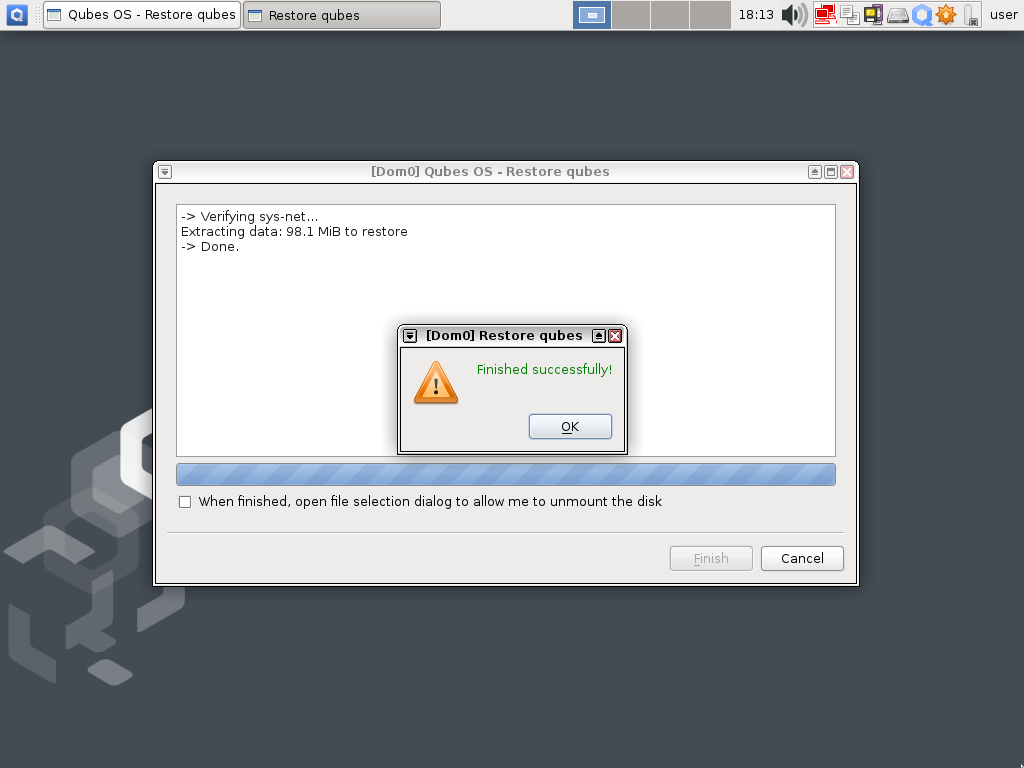 Qubes OS - Restore qubes
Restore qubes
18:13
user
[Dom0] Qubes OS - Restore qubes
-> Verifying sys-net...
Extracting data: 98.1 MiB to restore
-> Done.
[Dom0] Restore qubes
Finished successfully!
OK
When finished, open file selection dialog to allow me to unmount the disk
Finish
Cancel